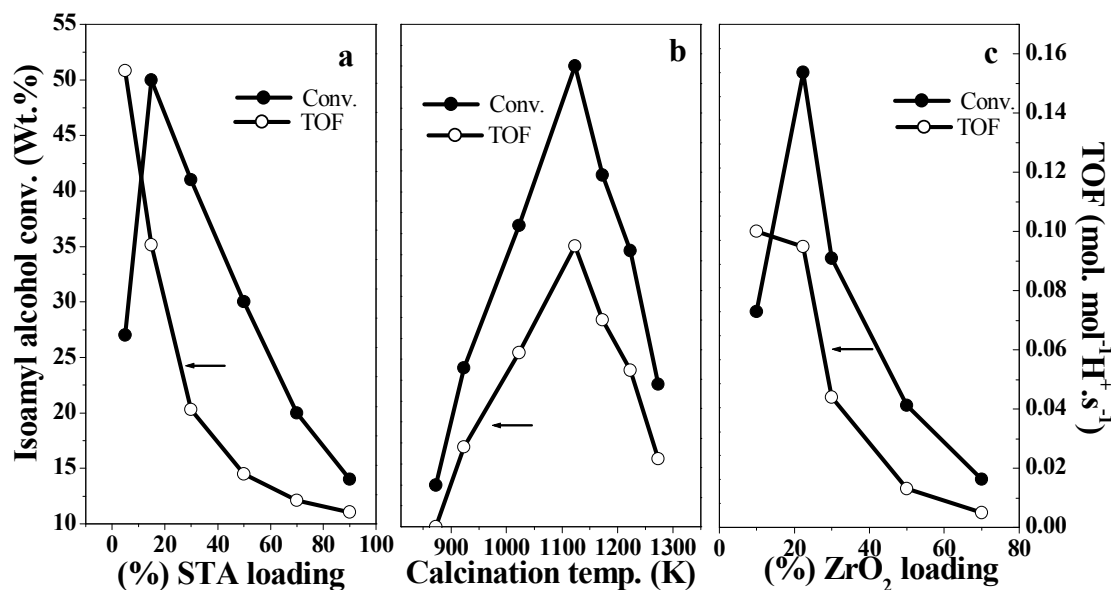 55
50
45
40
35
30
25
20
15
10
Isoamyl alcohol conv. (Wt.%)
a
Conv.
TOF
0 20 40 60 80 100
(%) STA loading
b
Conv.
TOF
900 1000 1100 1200 1300
Calcination temp. (K)
c
Conv.
TOF
0 20 40 60 80
(%) ZrO₂ loading
0.16
0.14
0.12
0.10
0.08
0.06
0.04
0.02
0.00
TOF (mol. mol⁻¹H⁺.s⁻¹)